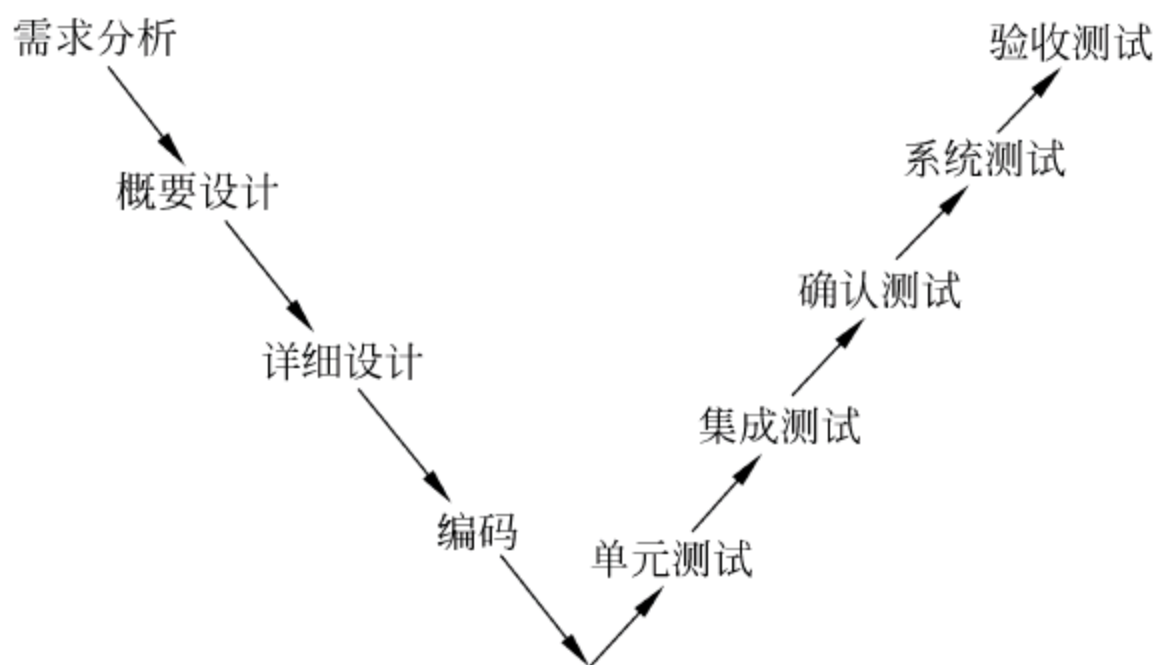 需求分析
概要设计
详细设计
编码
单元测试
集成测试
确认测试
系统测试
验收测试